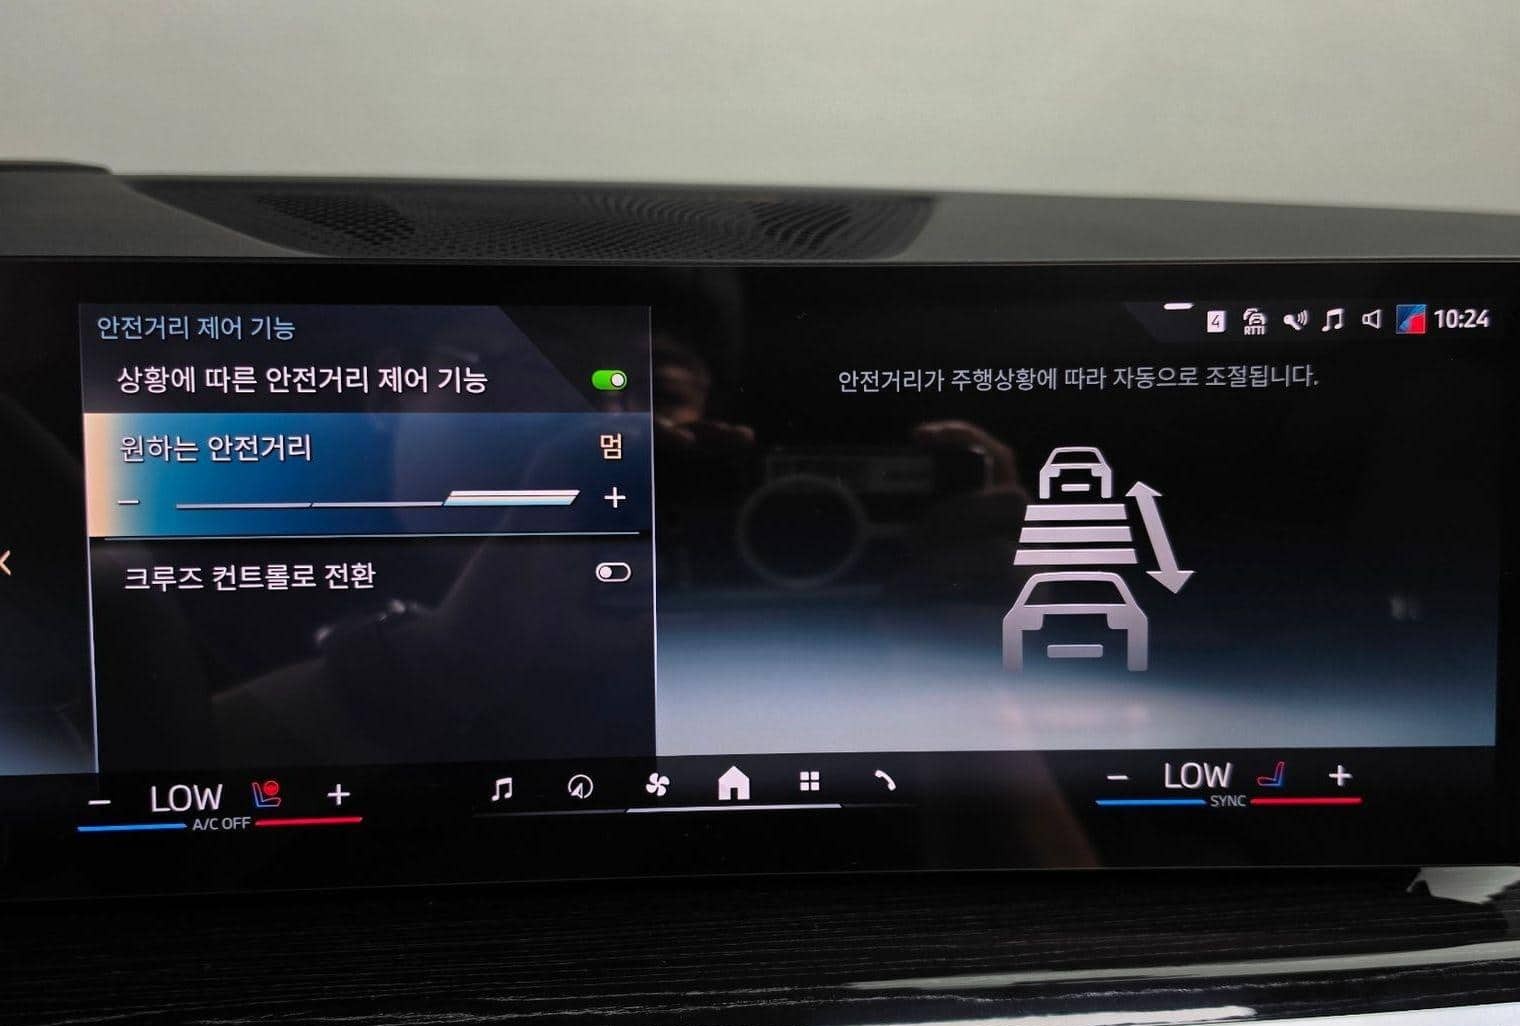 안전거리 제어 기능
상황에 따른 안전거리 제어 기능
원하는 안전거리 멈
크루즈 컨트롤로 전환
4 RTTI 10:24
안전거리가 주행상황에 따라 자동으로 조절됩니다.
LOW
A/C OFF
LOW
SYNC